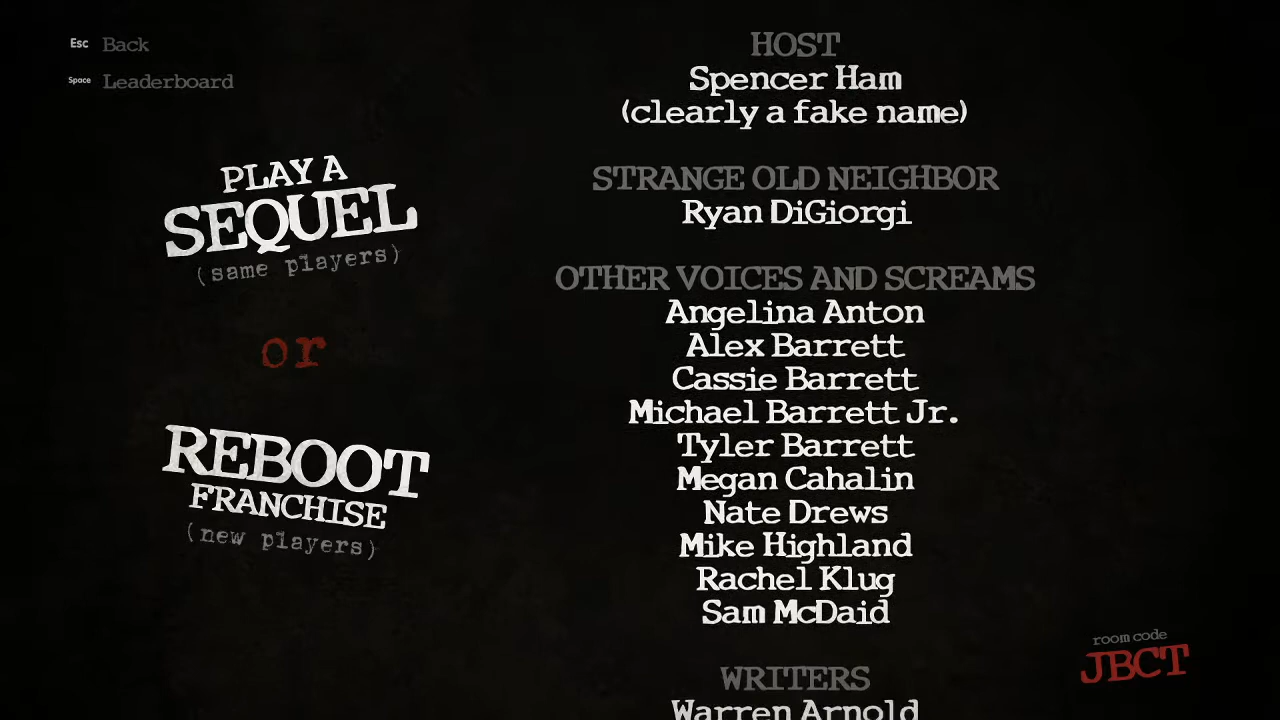 Esc Back
Space Leaderboard
PLAY A
SEQUEL
(same players)
or
REBOOT
FRANCHISE
(new players)
HOST
Spencer Ham
(clearly a fake name)
STRANGE OLD NEIGHBOR
Ryan DiGiorgi
OTHER VOICES AND SCREAMS
Angelina Anton
Alex Barrett
Cassie Barrett
Michael Barrett Jr.
Tyler Barrett
Megan Cahalin
Nate Drews
Mike Highland
Rachel Klug
Sam McDaid
WRITERS
Warren Arnold
room code
JBCT